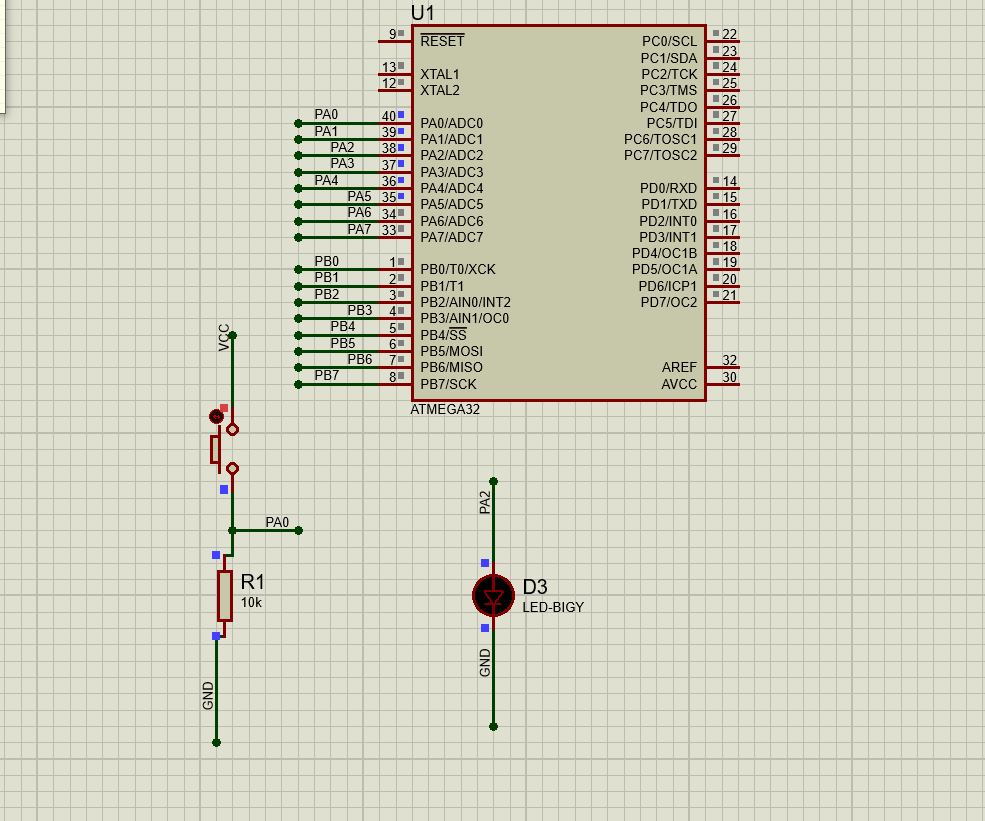 U1
9 RESET PC0/SCL 22
PC1/SDA 23
13 XTAL1 PC2/TCK 24
12 XTAL2 PC3/TMS 25
PC4/TDO 26
PA0 40 PA0/ADC0 PC5/TDI 27
PA1 39 PA1/ADC1 PC6/TOSC1 28
PA2 38 PA2/ADC2 PC7/TOSC2 29
PA3 37 PA3/ADC3
PA4 36 PA4/ADC4 PD0/RXD 14
PA5 35 PA5/ADC5 PD1/TXD 15
PA6 34 PA6/ADC6 PD2/INT0 16
PA7 33 PA7/ADC7 PD3/INT1 17
PD4/OC1B 18
PB0 1 PB0/T0/XCK PD5/OC1A 19
PB1 2 PB1/T1 PD6/ICP1 20
PB2 3 PB2/AIN0/INT2 PD7/OC2 21
PB3 4 PB3/AIN1/OC0
PB4 5 PB4/SS
PB5 6 PB5/MOSI
PB6 7 PB6/MISO AREF 32
PB7 8 PB7/SCK AVCC 30
ATMEGA32
VCC
PA0
R1
10k
GND
PA2
D3
LED-BIGY
GND